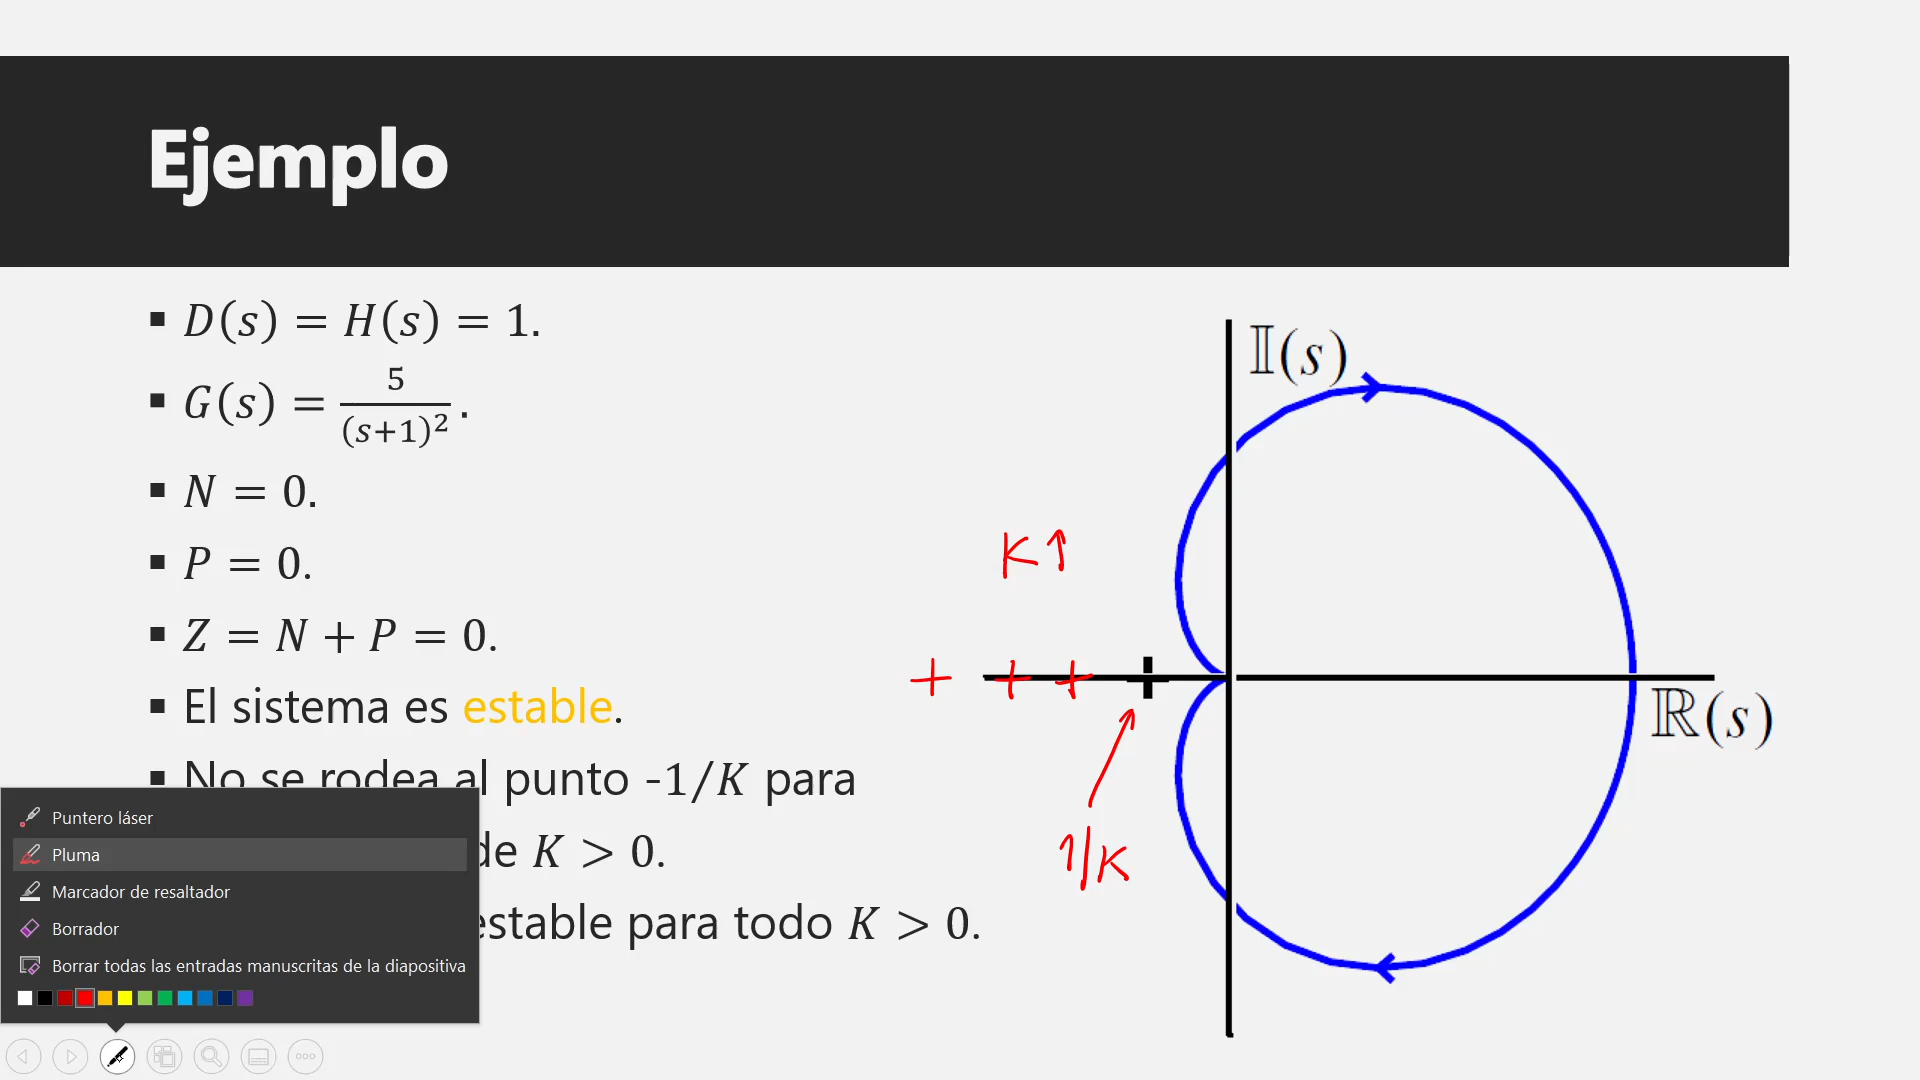 Ejemplo
D(s) = H(s) = 1.
G(s) = 5/(s+1)².
N = 0.
P = 0.
Z = N + P = 0.
El sistema es estable.
No se rodea al punto -1/K para
de K > 0.
estable para todo K > 0.
𝕀(s)
K↑
+ + +
ℝ(s)
1/K
Puntero láser
Pluma
Marcador de resaltador
Borrador
Borrar todas las entradas manuscritas de la diapositiva